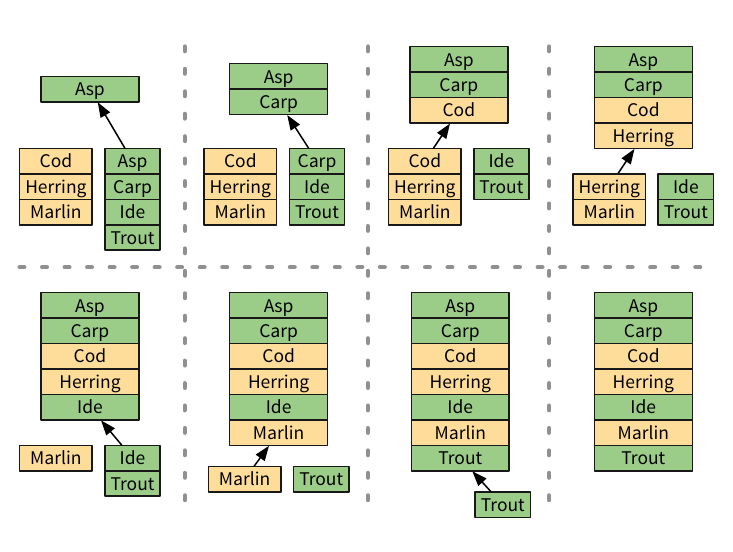 Asp
Cod
Herring
Marlin
Asp
Carp
Ide
Trout
Asp
Carp
Cod
Herring
Marlin
Carp
Ide
Trout
Asp
Carp
Cod
Cod
Herring
Marlin
Ide
Trout
Asp
Carp
Cod
Herring
Herring
Marlin
Ide
Trout
Asp
Carp
Cod
Herring
Ide
Marlin
Ide
Trout
Asp
Carp
Cod
Herring
Ide
Marlin
Marlin
Trout
Asp
Carp
Cod
Herring
Ide
Marlin
Trout
Trout
Asp
Carp
Cod
Herring
Ide
Marlin
Trout